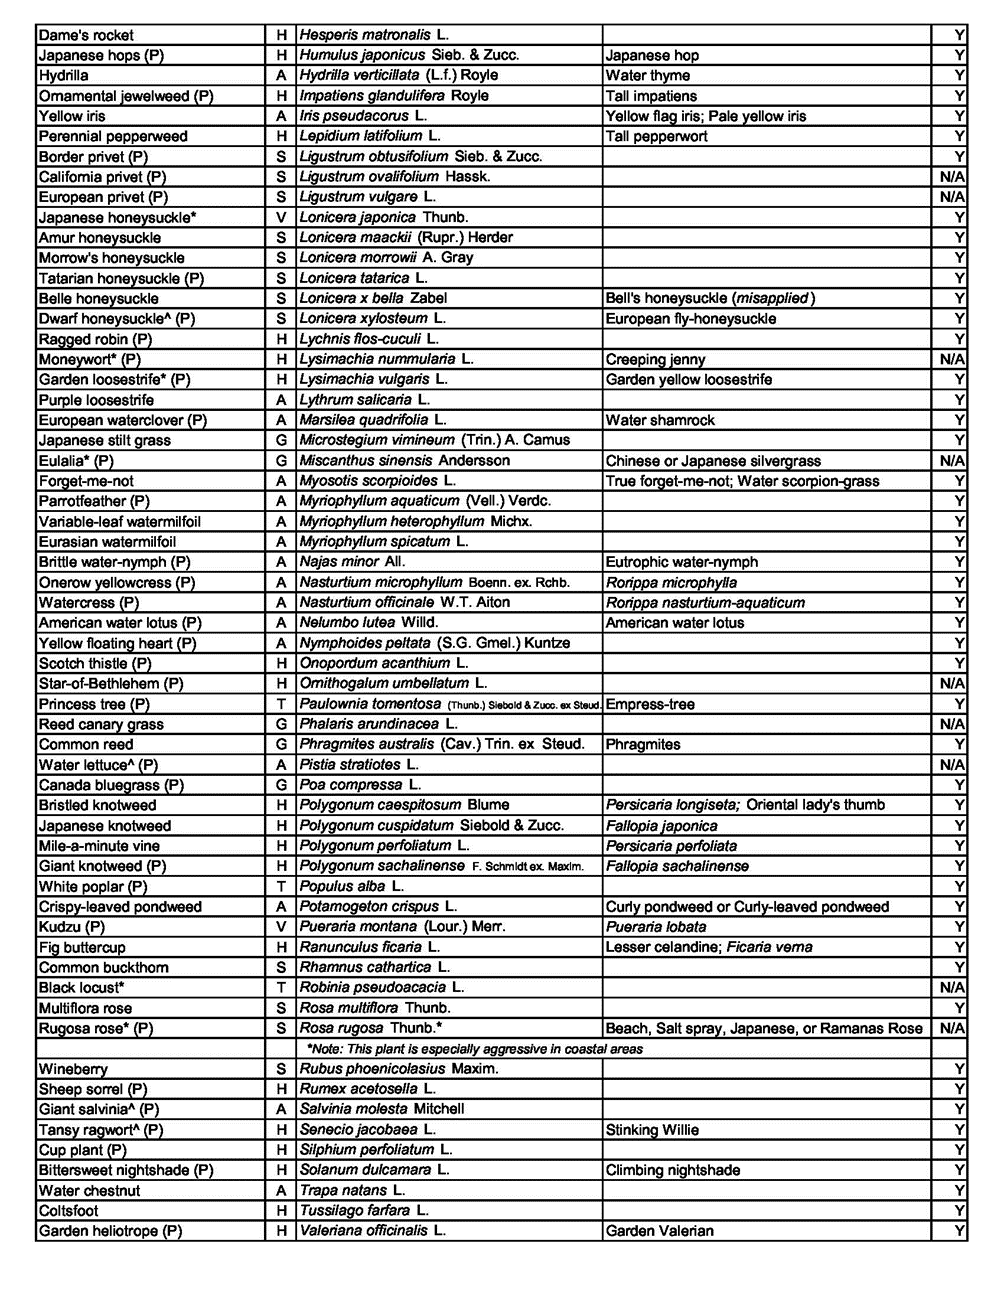 Dame's rocket H Hesperis matronalis L. Y
Japanese hops (P) H Humulus japonicus Sieb. & Zucc. Japanese hop Y
Hydrilla A Hydrilla verticillata (L.f.) Royle Water thyme Y
Ornamental jewelweed (P) H Impatiens glandulifera Royle Tall impatiens Y
Yellow iris A Iris pseudacorus L. Yellow flag iris; Pale yellow iris Y
Perennial pepperweed H Lepidium latifolium L. Tall pepperwort Y
Border privet (P) S Ligustrum obtusifolium Sieb. & Zucc. Y
California privet (P) S Ligustrum ovalifolium Hassk. N/A
European privet (P) S Ligustrum vulgare L. N/A
Japanese honeysuckle* V Lonicera japonica Thunb. Y
Amur honeysuckle S Lonicera maackii (Rupr.) Herder Y
Morrow's honeysuckle S Lonicera morrowii A. Gray Y
Tatarian honeysuckle (P) S Lonicera tatarica L. Y
Belle honeysuckle S Lonicera x bella Zabel Bell's honeysuckle (misapplied) Y
Dwarf honeysuckle^ (P) S Lonicera xylosteum L. European fly-honeysuckle Y
Ragged robin (P) H Lychnis flos-cuculi L. Y
Moneywort* (P) H Lysimachia nummularia L. Creeping jenny N/A
Garden loosestrife* (P) H Lysimachia vulgaris L. Garden yellow loosestrife Y
Purple loosestrife A Lythrum salicaria L. Y
European waterclover (P) A Marsilea quadrifolia L. Water shamrock Y
Japanese stilt grass G Microstegium vimineum (Trin.) A. Camus Y
Eulalia* (P) G Miscanthus sinensis Andersson Chinese or Japanese silvergrass N/A
Forget-me-not A Myosotis scorpioides L. True forget-me-not; Water scorpion-grass Y
Parrotfeather (P) A Myriophyllum aquaticum (Vell.) Verdc. Y
Variable-leaf watermilfoil A Myriophyllum heterophyllum Michx. Y
Eurasian watermilfoil A Myriophyllum spicatum L. Y
Brittle water-nymph (P) A Najas minor All. Eutrophic water-nymph Y
Onerow yellowcress (P) A Nasturtium microphyllum Boenn. ex. Rchb. Rorippa microphylla Y
Watercress (P) A Nasturtium officinale W.T. Aiton Rorippa nasturtium-aquaticum Y
American water lotus (P) A Nelumbo lutea Willd. American water lotus Y
Yellow floating heart (P) A Nymphoides peltata (S.G. Gmel.) Kuntze Y
Scotch thistle (P) H Onopordum acanthium L. Y
Star-of-Bethlehem (P) H Ornithogalum umbellatum L. N/A
Princess tree (P) T Paulownia tomentosa (Thunb.) Siebold & Zucc. ex Steud. Empress-tree Y
Reed canary grass G Phalaris arundinacea L. N/A
Common reed G Phragmites australis (Cav.) Trin. ex Steud. Phragmites Y
Water lettuce^ (P) A Pistia stratiotes L. N/A
Canada bluegrass (P) G Poa compressa L. Y
Bristled knotweed H Polygonum caespitosum Blume Persicaria longiseta; Oriental lady's thumb Y
Japanese knotweed H Polygonum cuspidatum Siebold & Zucc. Fallopia japonica Y
Mile-a-minute vine H Polygonum perfoliatum L. Persicaria perfoliata Y
Giant knotweed (P) H Polygonum sachalinense F. Schmidt ex. Maxim. Fallopia sachalinense Y
White poplar (P) T Populus alba L. Y
Crispy-leaved pondweed A Potamogeton crispus L. Curly pondweed or Curly-leaved pondweed Y
Kudzu (P) V Pueraria montana (Lour.) Merr. Pueraria lobata Y
Fig buttercup H Ranunculus ficaria L. Lesser celandine; Ficaria verna Y
Common buckthorn S Rhamnus cathartica L. Y
Black locust* T Robinia pseudoacacia L. N/A
Multiflora rose S Rosa multiflora Thunb. Y
Rugosa rose* (P) S Rosa rugosa Thunb.* Beach, Salt spray, Japanese, or Ramanas Rose N/A
*Note: This plant is especially aggressive in coastal areas
Wineberry S Rubus phoenicolasius Maxim. Y
Sheep sorrel (P) H Rumex acetosella L. Y
Giant salvinia^ (P) A Salvinia molesta Mitchell Y
Tansy ragwort^ (P) H Senecio jacobaea L. Stinking Willie Y
Cup plant (P) H Silphium perfoliatum L. Y
Bittersweet nightshade (P) H Solanum dulcamara L. Climbing nightshade Y
Water chestnut A Trapa natans L. Y
Coltsfoot H Tussilago farfara L. Y
Garden heliotrope (P) H Valeriana officinalis L. Garden Valerian Y